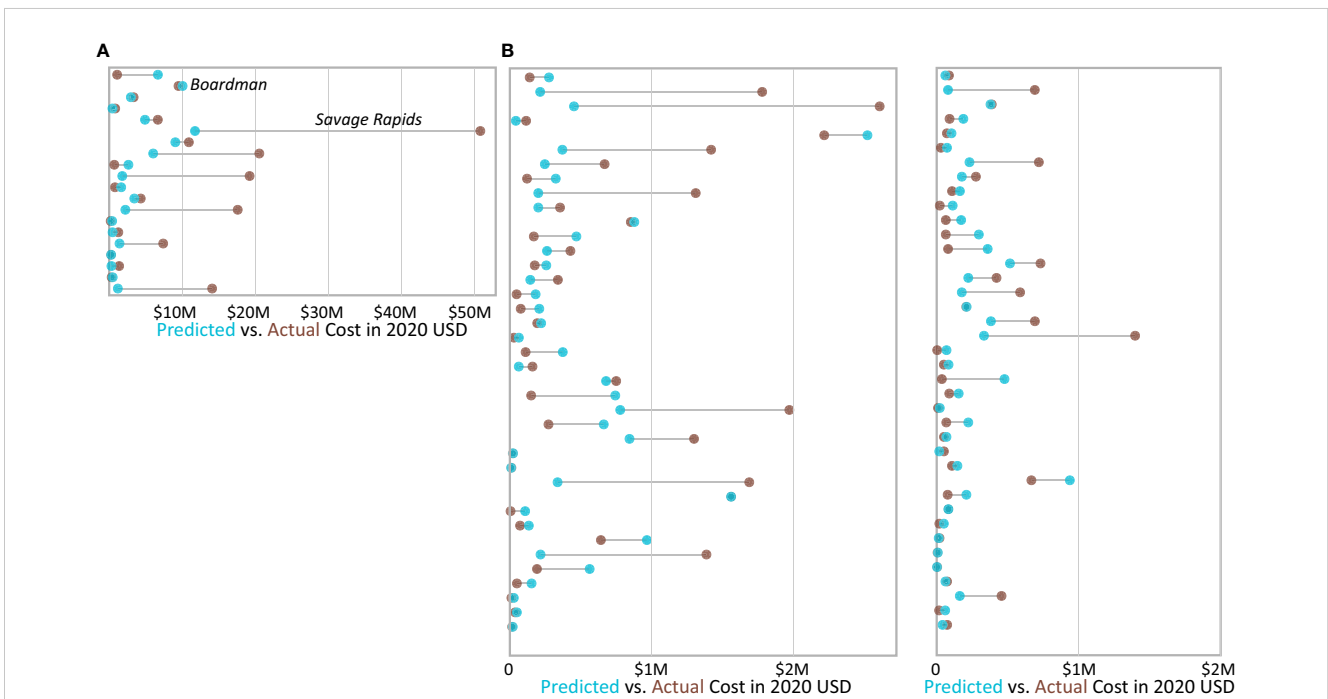 A
B
Boardman
Savage Rapids
$10M $20M $30M $40M $50M
Predicted vs. Actual Cost in 2020 USD
0 $1M $2M
Predicted vs. Actual Cost in 2020 USD
0 $1M $2M
Predicted vs. Actual Cost in 2020 USD